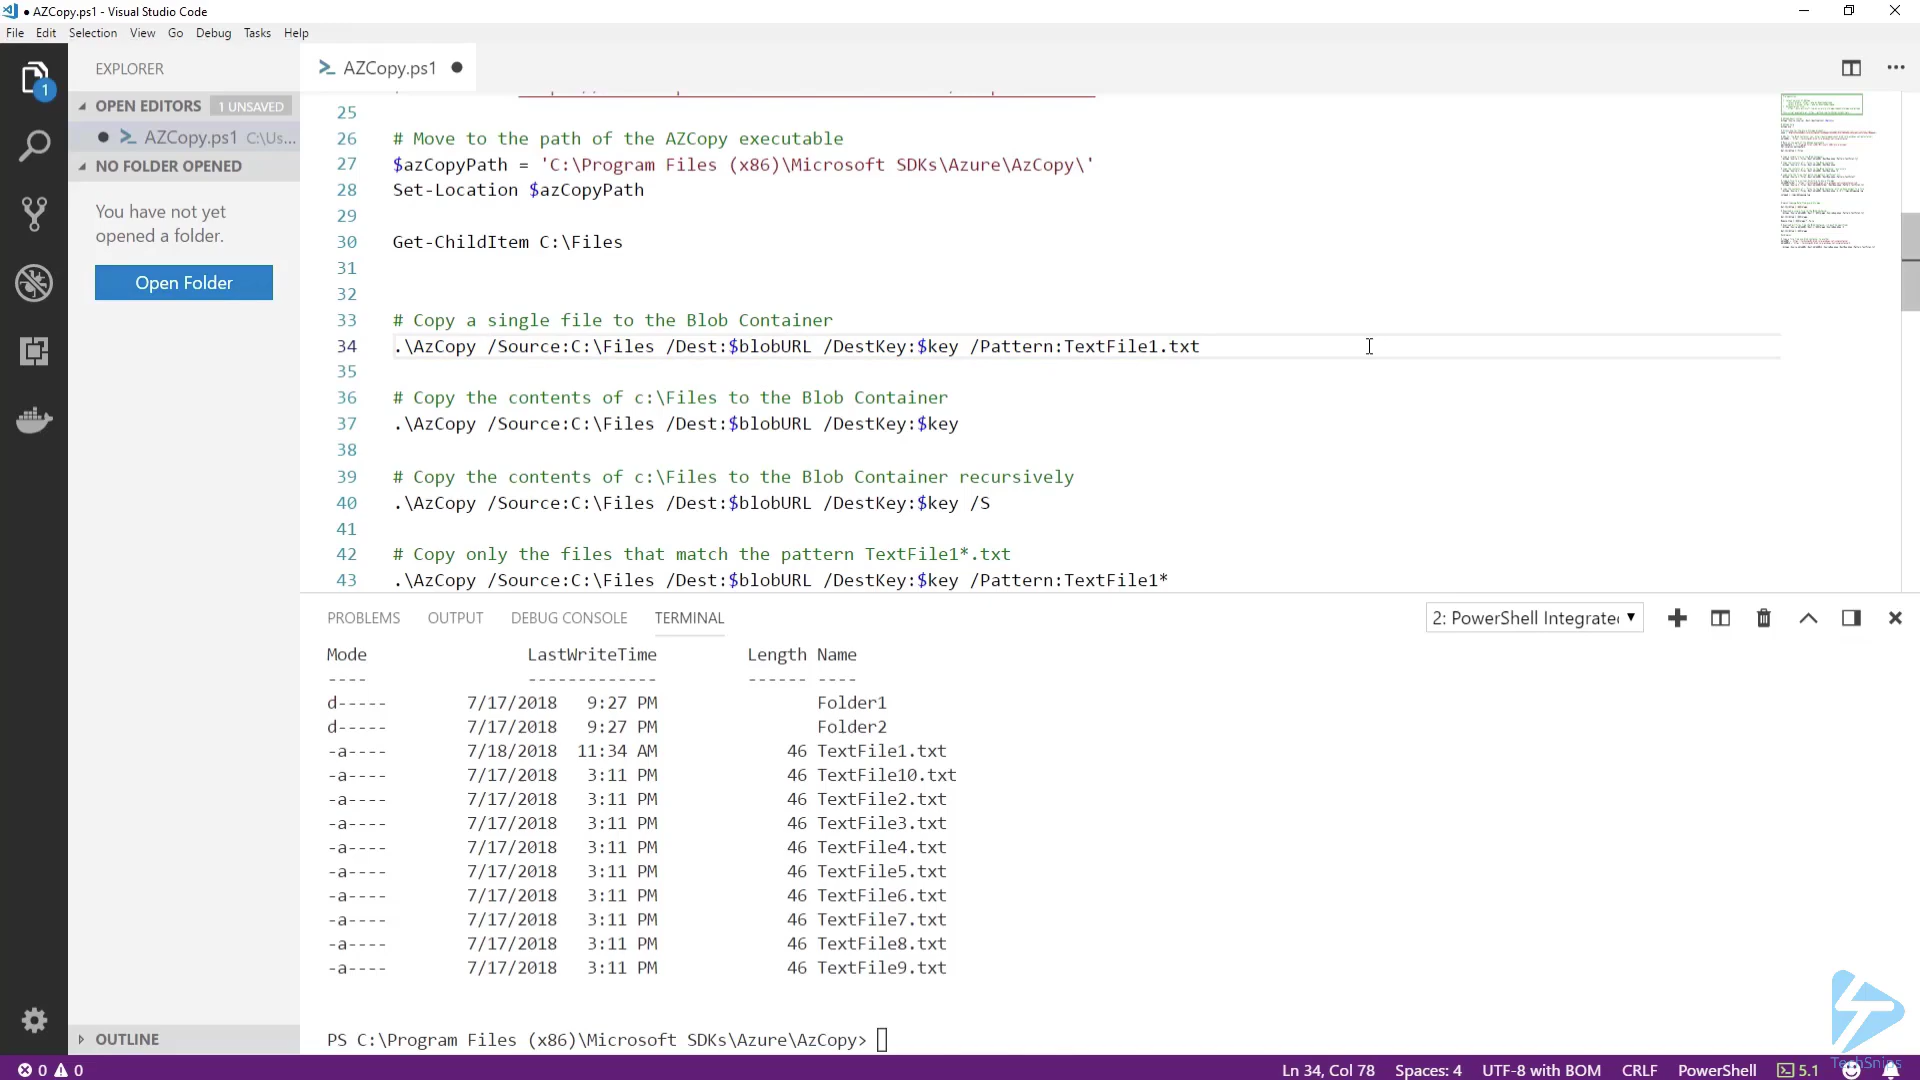 ● AZCopy.ps1 - Visual Studio Code
File Edit Selection View Go Debug Tasks Help
EXPLORER
AZCopy.ps1 ●
1
OPEN EDITORS 1 UNSAVED
● AZCopy.ps1 C:\Us...
NO FOLDER OPENED
You have not yet
opened a folder.
Open Folder
25
26 # Move to the path of the AZCopy executable
27 $azCopyPath = 'C:\Program Files (x86)\Microsoft SDKs\Azure\AzCopy\'
28 Set-Location $azCopyPath
29
30 Get-ChildItem C:\Files
31
32
33 # Copy a single file to the Blob Container
34 .\AzCopy /Source:C:\Files /Dest:$blobURL /DestKey:$key /Pattern:TextFile1.txt
35
36 # Copy the contents of c:\Files to the Blob Container
37 .\AzCopy /Source:C:\Files /Dest:$blobURL /DestKey:$key
38
39 # Copy the contents of c:\Files to the Blob Container recursively
40 .\AzCopy /Source:C:\Files /Dest:$blobURL /DestKey:$key /S
41
42 # Copy only the files that match the pattern TextFile1*.txt
43 .\AzCopy /Source:C:\Files /Dest:$blobURL /DestKey:$key /Pattern:TextFile1*
PROBLEMS OUTPUT DEBUG CONSOLE TERMINAL 2: PowerShell Integrate
Mode LastWriteTime Length Name
---- ------------- ------ ----
d----- 7/17/2018 9:27 PM Folder1
d----- 7/17/2018 9:27 PM Folder2
-a---- 7/18/2018 11:34 AM 46 TextFile1.txt
-a---- 7/17/2018 3:11 PM 46 TextFile10.txt
-a---- 7/17/2018 3:11 PM 46 TextFile2.txt
-a---- 7/17/2018 3:11 PM 46 TextFile3.txt
-a---- 7/17/2018 3:11 PM 46 TextFile4.txt
-a---- 7/17/2018 3:11 PM 46 TextFile5.txt
-a---- 7/17/2018 3:11 PM 46 TextFile6.txt
-a---- 7/17/2018 3:11 PM 46 TextFile7.txt
-a---- 7/17/2018 3:11 PM 46 TextFile8.txt
-a---- 7/17/2018 3:11 PM 46 TextFile9.txt
PS C:\Program Files (x86)\Microsoft SDKs\Azure\AzCopy>
OUTLINE
TechSnips
0 0 Ln 34, Col 78 Spaces: 4 UTF-8 with BOM CRLF PowerShell 5.1